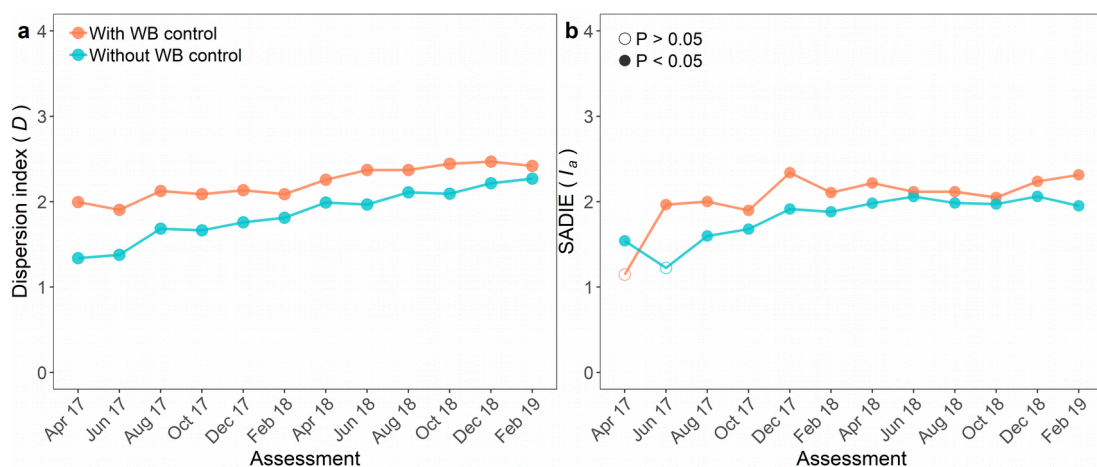 a
With WB control
Without WB control
Dispersion index ( D )
4
3
2
1
0
Apr 17
Jun 17
Aug 17
Oct 17
Dec 17
Feb 18
Apr 18
Jun 18
Aug 18
Oct 18
Dec 18
Feb 19
Assessment
b
P > 0.05
P < 0.05
SADIE ( Ia )
4
3
2
1
0
Apr 17
Jun 17
Aug 17
Oct 17
Dec 17
Feb 18
Apr 18
Jun 18
Aug 18
Oct 18
Dec 18
Feb 19
Assessment